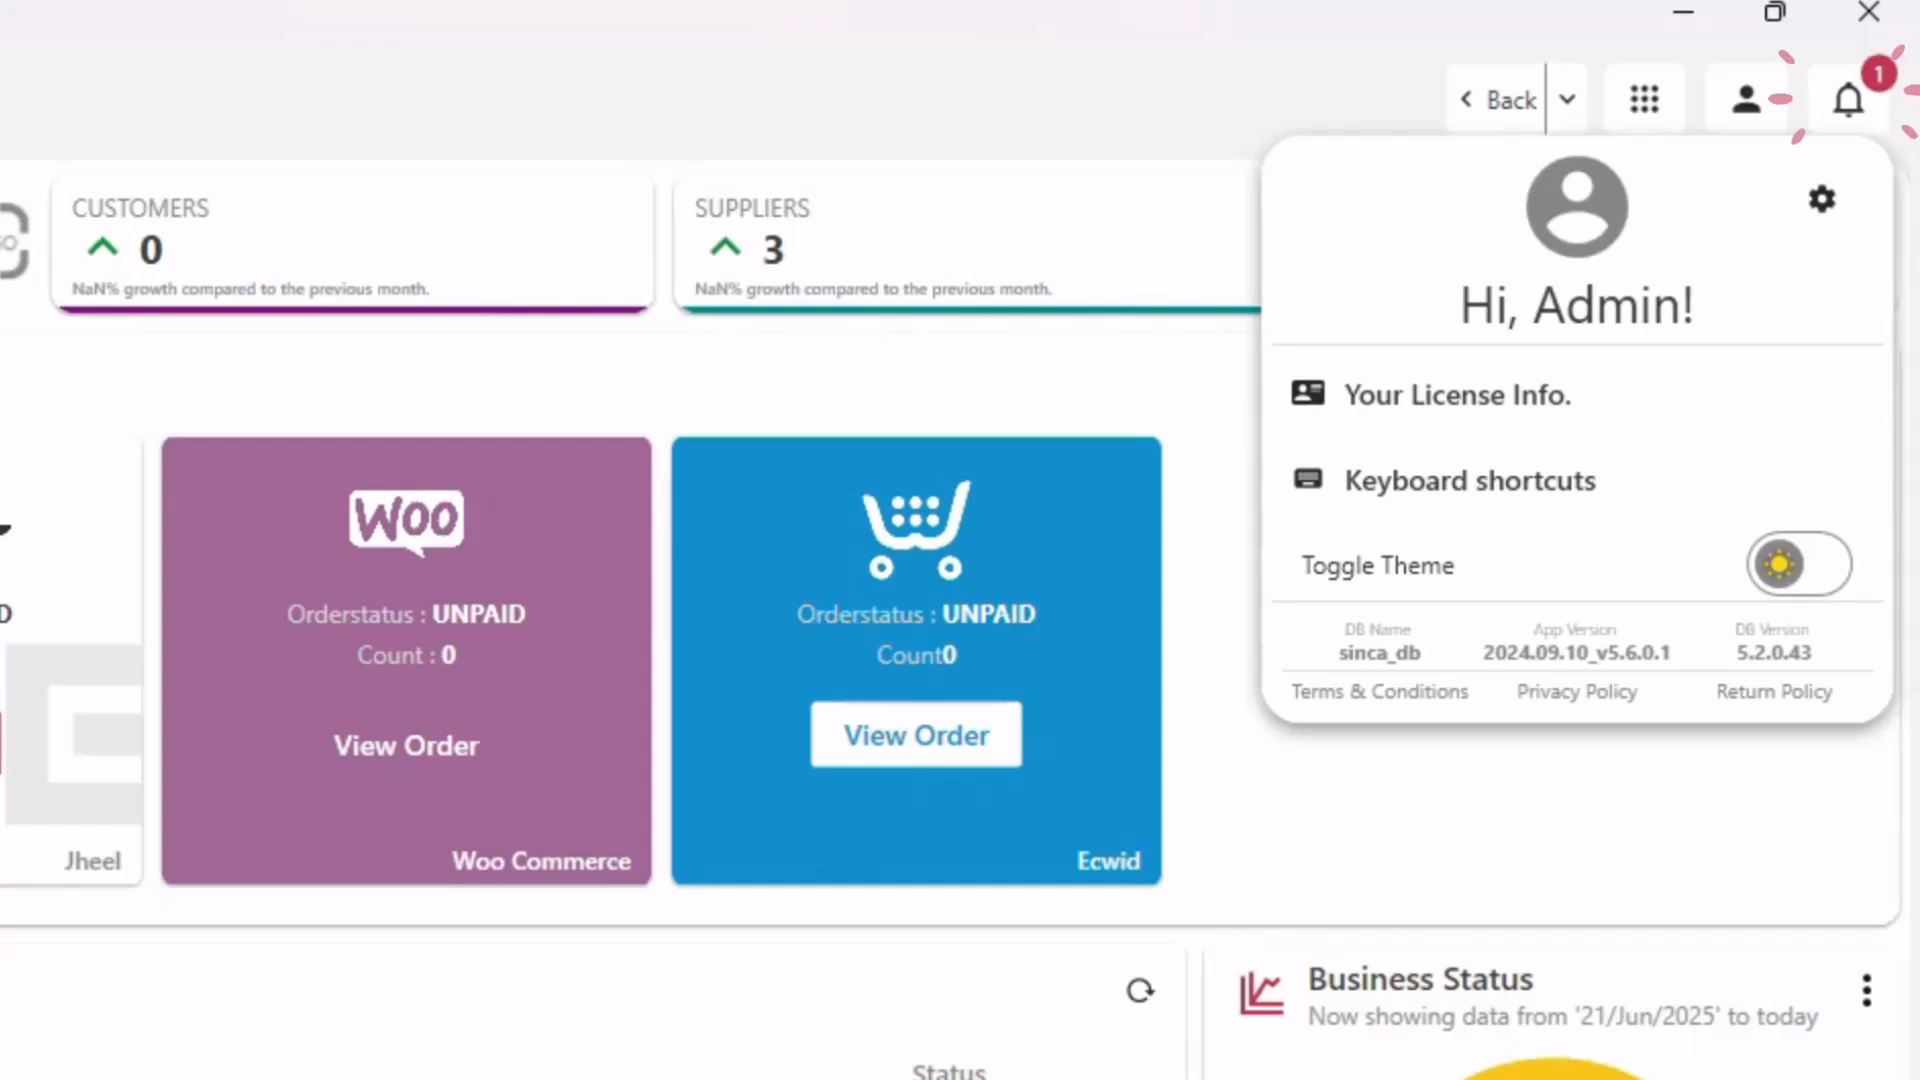 1
Back
CUSTOMERS
0
NaN% growth compared to the previous month.
SUPPLIERS
3
NaN% growth compared to the previous month.
Hi, Admin!
Your License Info.
Keyboard shortcuts
Toggle Theme
DB Name
sinca_db
App Version
2024.09.10_v5.6.0.1
DB Version
5.2.0.43
Terms & Conditions
Privacy Policy
Return Policy
Jheel
WOO
Orderstatus : UNPAID
Count : 0
View Order
Woo Commerce
Orderstatus : UNPAID
Count0
View Order
Ecwid
Status
Business Status
Now showing data from '21/Jun/2025' to today